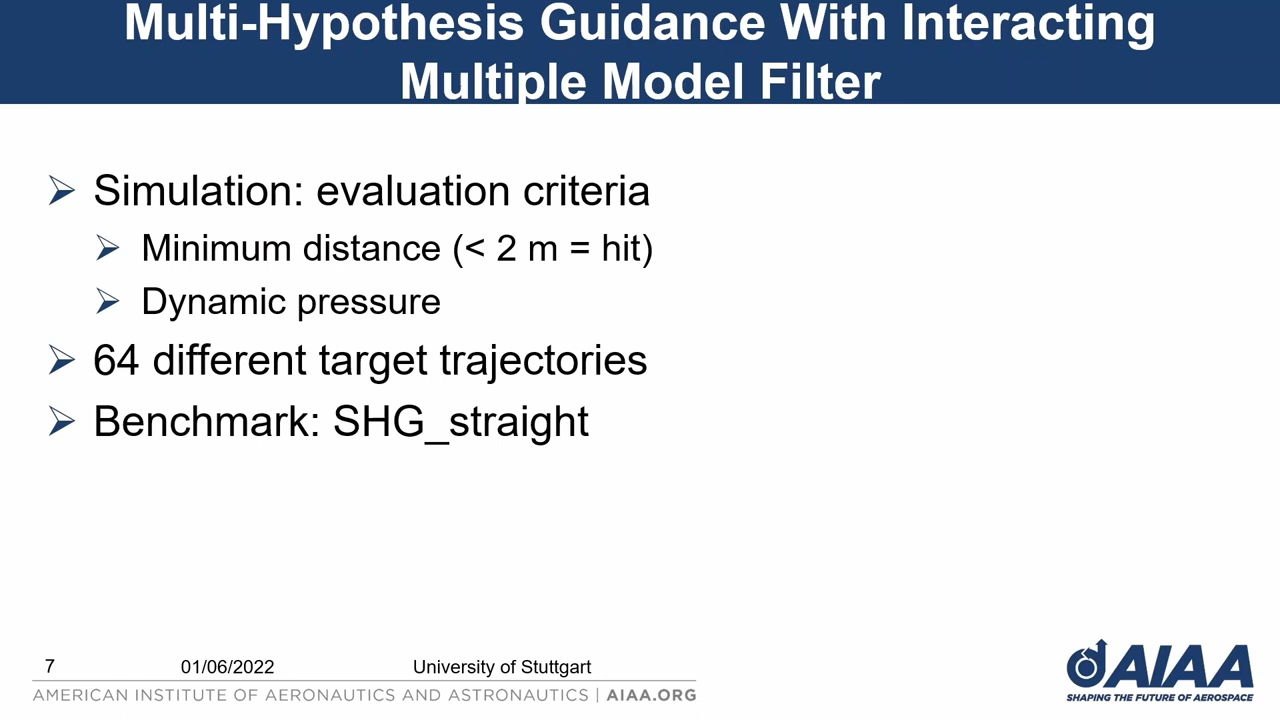 Multi-Hypothesis Guidance With Interacting
Multiple Model Filter
Simulation: evaluation criteria
Minimum distance (< 2 m = hit)
Dynamic pressure
64 different target trajectories
Benchmark: SHG_straight
7 01/06/2022 University of Stuttgart
AMERICAN INSTITUTE OF AERONAUTICS AND ASTRONAUTICS | AIAA.ORG
AIAA
SHAPING THE FUTURE OF AEROSPACE